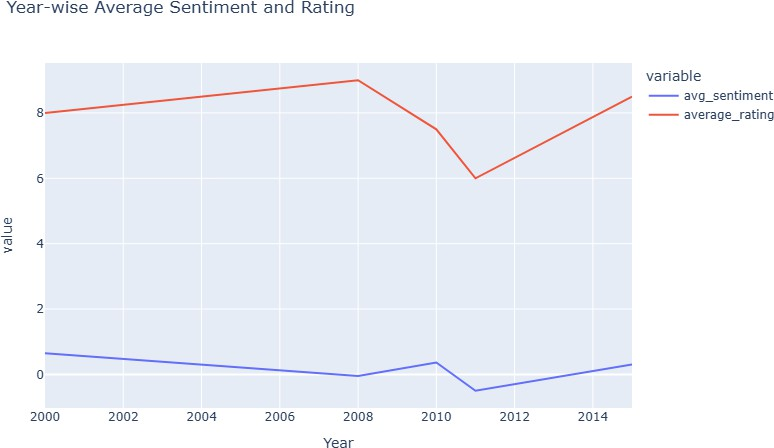 Year-wise Average Sentiment and Rating
variable
avg_sentiment
average_rating
8
6
4
2
0
value
2000 2002 2004 2006 2008 2010 2012 2014
Year